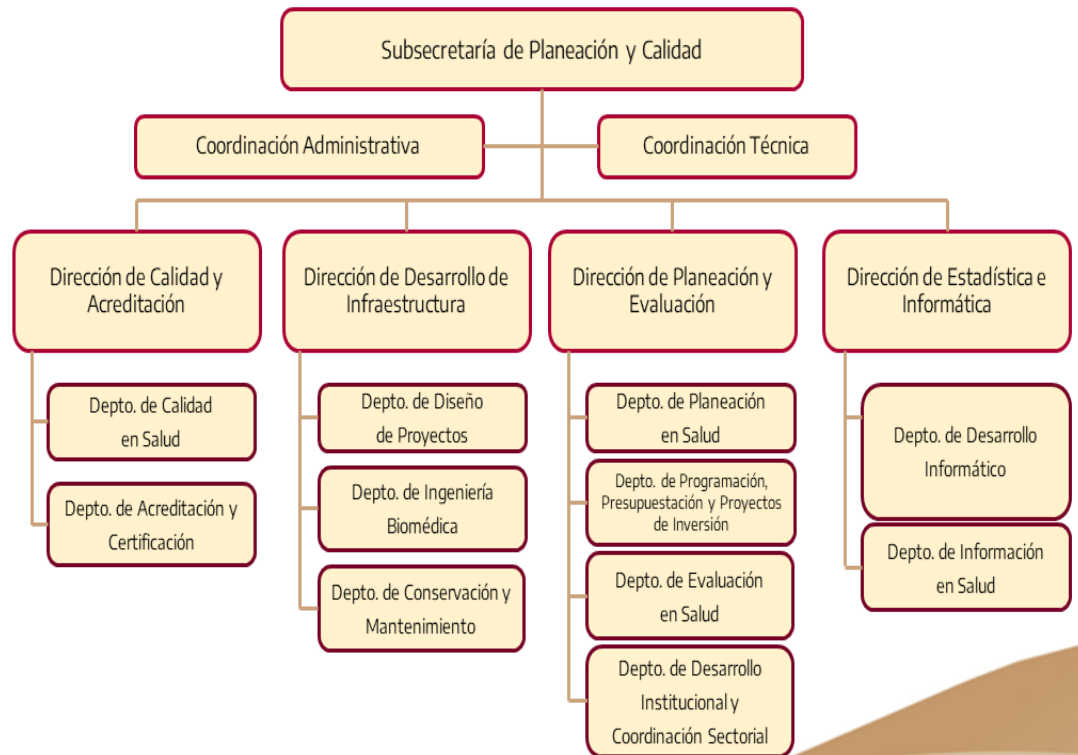 Subsecretaría de Planeación y Calidad
Coordinación Administrativa
Coordinación Técnica
Dirección de Calidad y
Acreditación
Dirección de Desarrollo de
Infraestructura
Dirección de Planeación y
Evaluación
Dirección de Estadística e
Informática
Depto. de Calidad
en Salud
Depto. de Acreditación y
Certificación
Depto. de Diseño
de Proyectos
Depto. de Ingeniería
Biomédica
Depto. de Conservación y
Mantenimiento
Depto. de Planeación
en Salud
Depto. de Programación,
Presupuestación y Proyectos
de Inversión
Depto. de Evaluación
en Salud
Depto. de Desarrollo
Institucional y
Coordinación Sectorial
Depto. de Desarrollo
Informático
Depto. de Información
en Salud